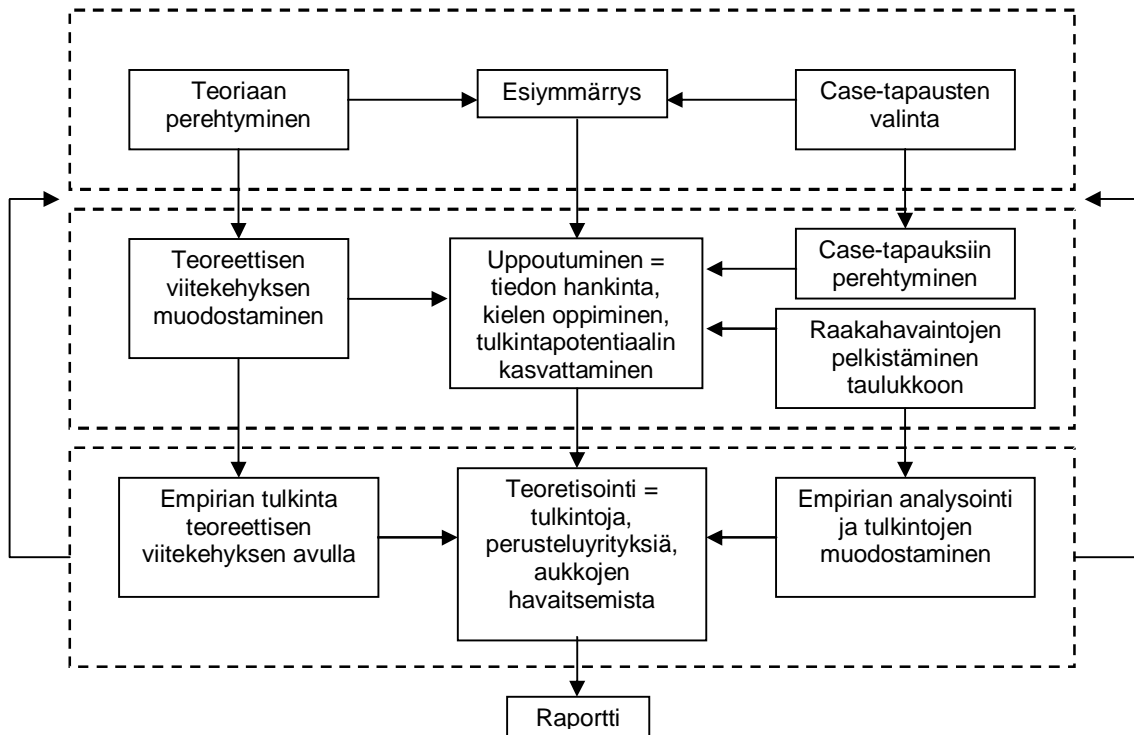 Teoriaan
perehtyminen
Esiymmärrys
Case-tapausten
valinta
Teoreettisen
viitekehyksen
muodostaminen
Uppoutuminen =
tiedon hankinta,
kielen oppiminen,
tulkintapotentiaalin
kasvattaminen
Case-tapauksiin
perehtyminen
Raakahavaintojen
pelkistäminen
taulukkoon
Empirian tulkinta
teoreettisen
viitekehyksen avulla
Teoretisointi =
tulkintoja,
perusteluyrityksiä,
aukkojen
havaitsemista
Empirian analysointi
ja tulkintojen
muodostaminen
Raportti